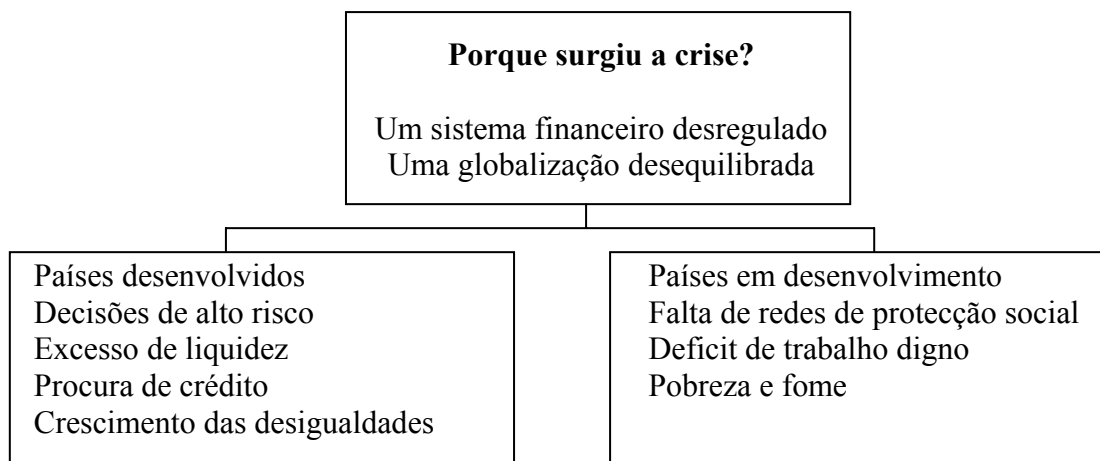 Porque surgiu a crise?
Um sistema financeiro desregulado
Uma globalização desequilibrada
Países desenvolvidos
Decisões de alto risco
Excesso de liquidez
Procura de crédito
Crescimento das desigualdades
Países em desenvolvimento
Falta de redes de protecção social
Deficit de trabalho digno
Pobreza e fome